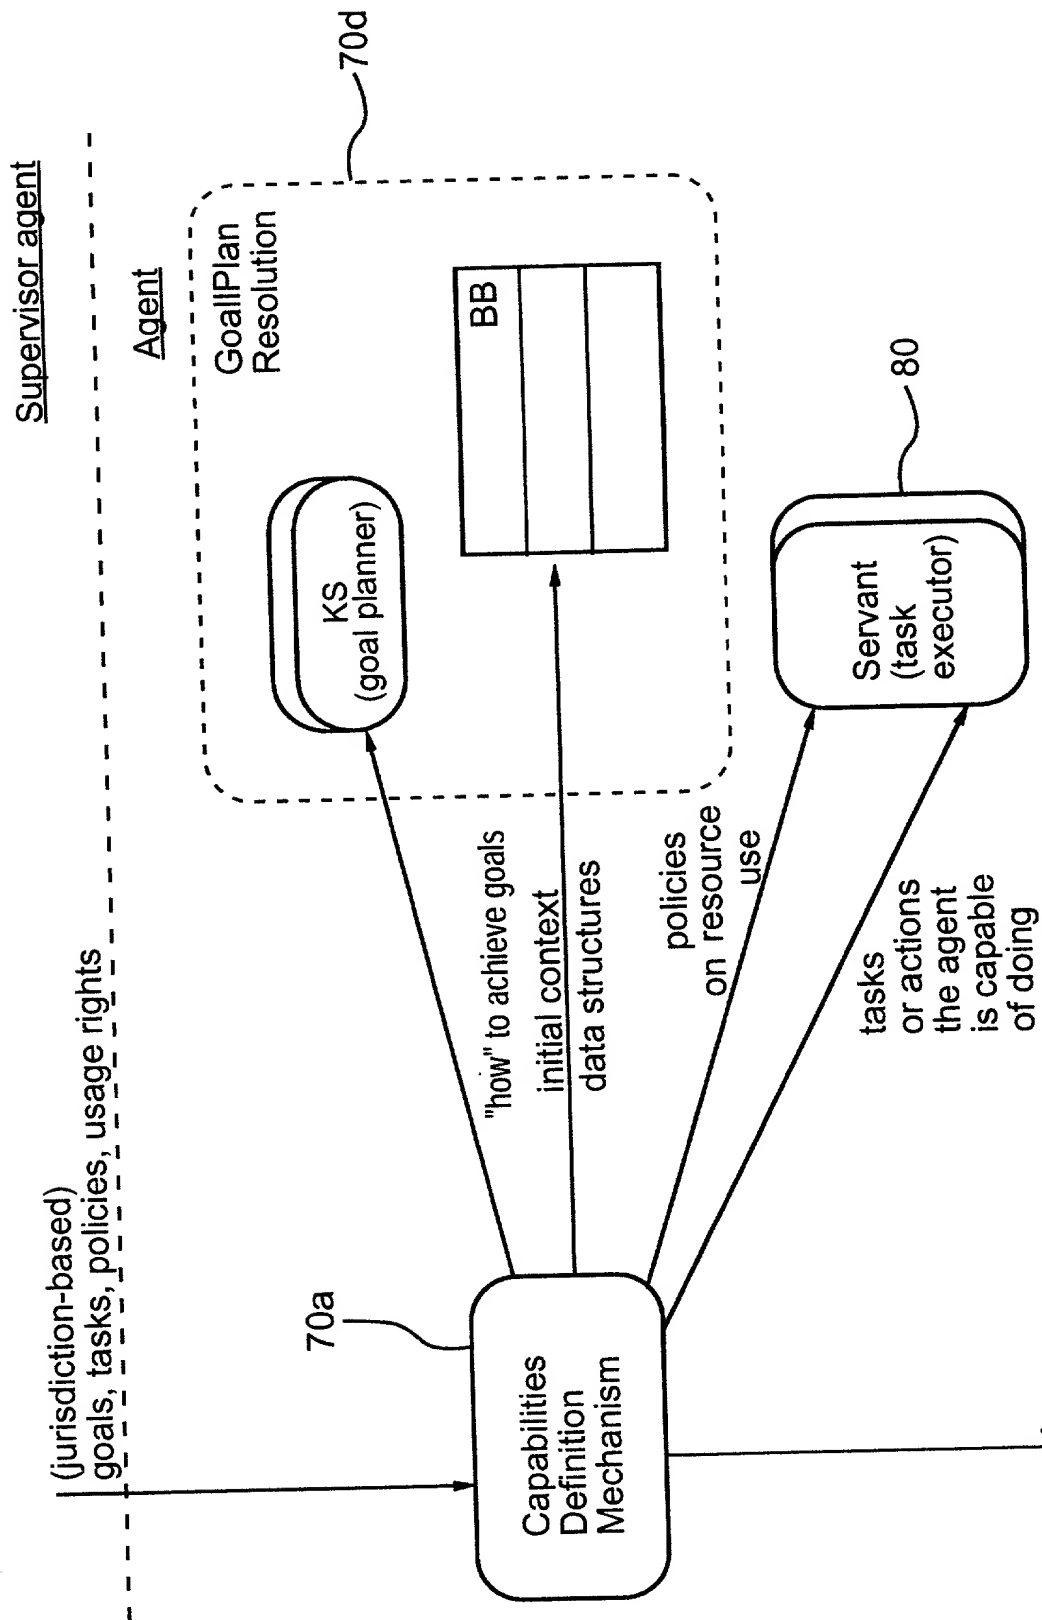 Supervisor agent
(jurisdiction-based)
goals, tasks, policies, usage rights
Agent
70d
GoallPlan
Resolution
KS
(goal planner)
BB
70a
Capabilities
Definition
Mechanism
"how" to achieve goals
initial context
data structures
policies
on resource
use
tasks
or actions
the agent
is capable
of doing
Servant
(task
executor)
80